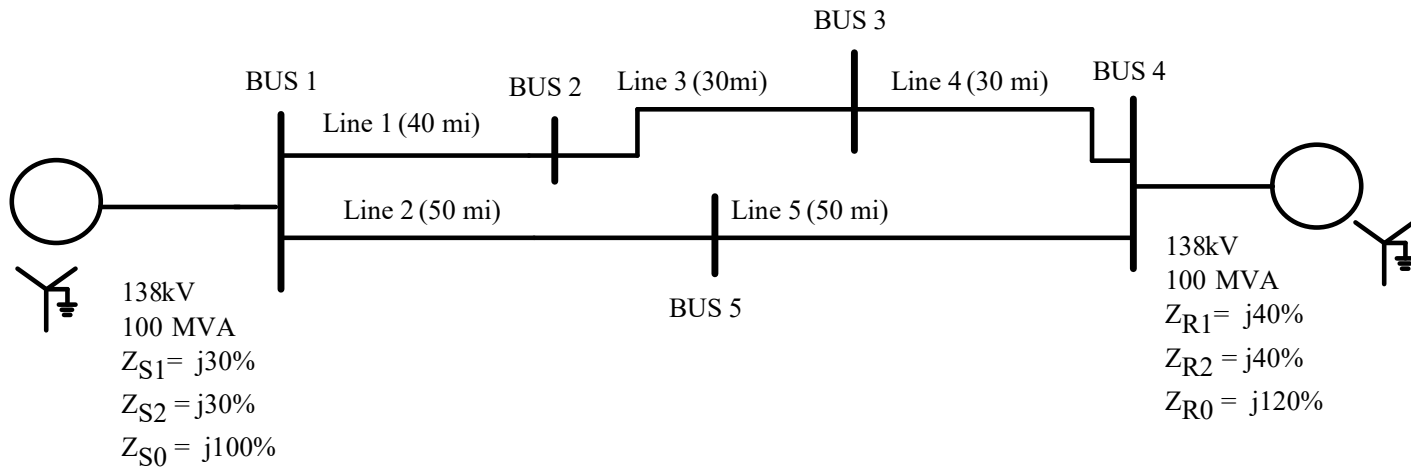 BUS 3
BUS 1
BUS 2
Line 3 (30mi)
Line 4 (30 mi)
BUS 4
Line 1 (40 mi)
Line 2 (50 mi)
Line 5 (50 mi)
BUS 5
138kV
100 MVA
ZS1= j30%
ZS2 = j30%
ZS0 = j100%
138kV
100 MVA
ZR1= j40%
ZR2 = j40%
ZR0 = j120%